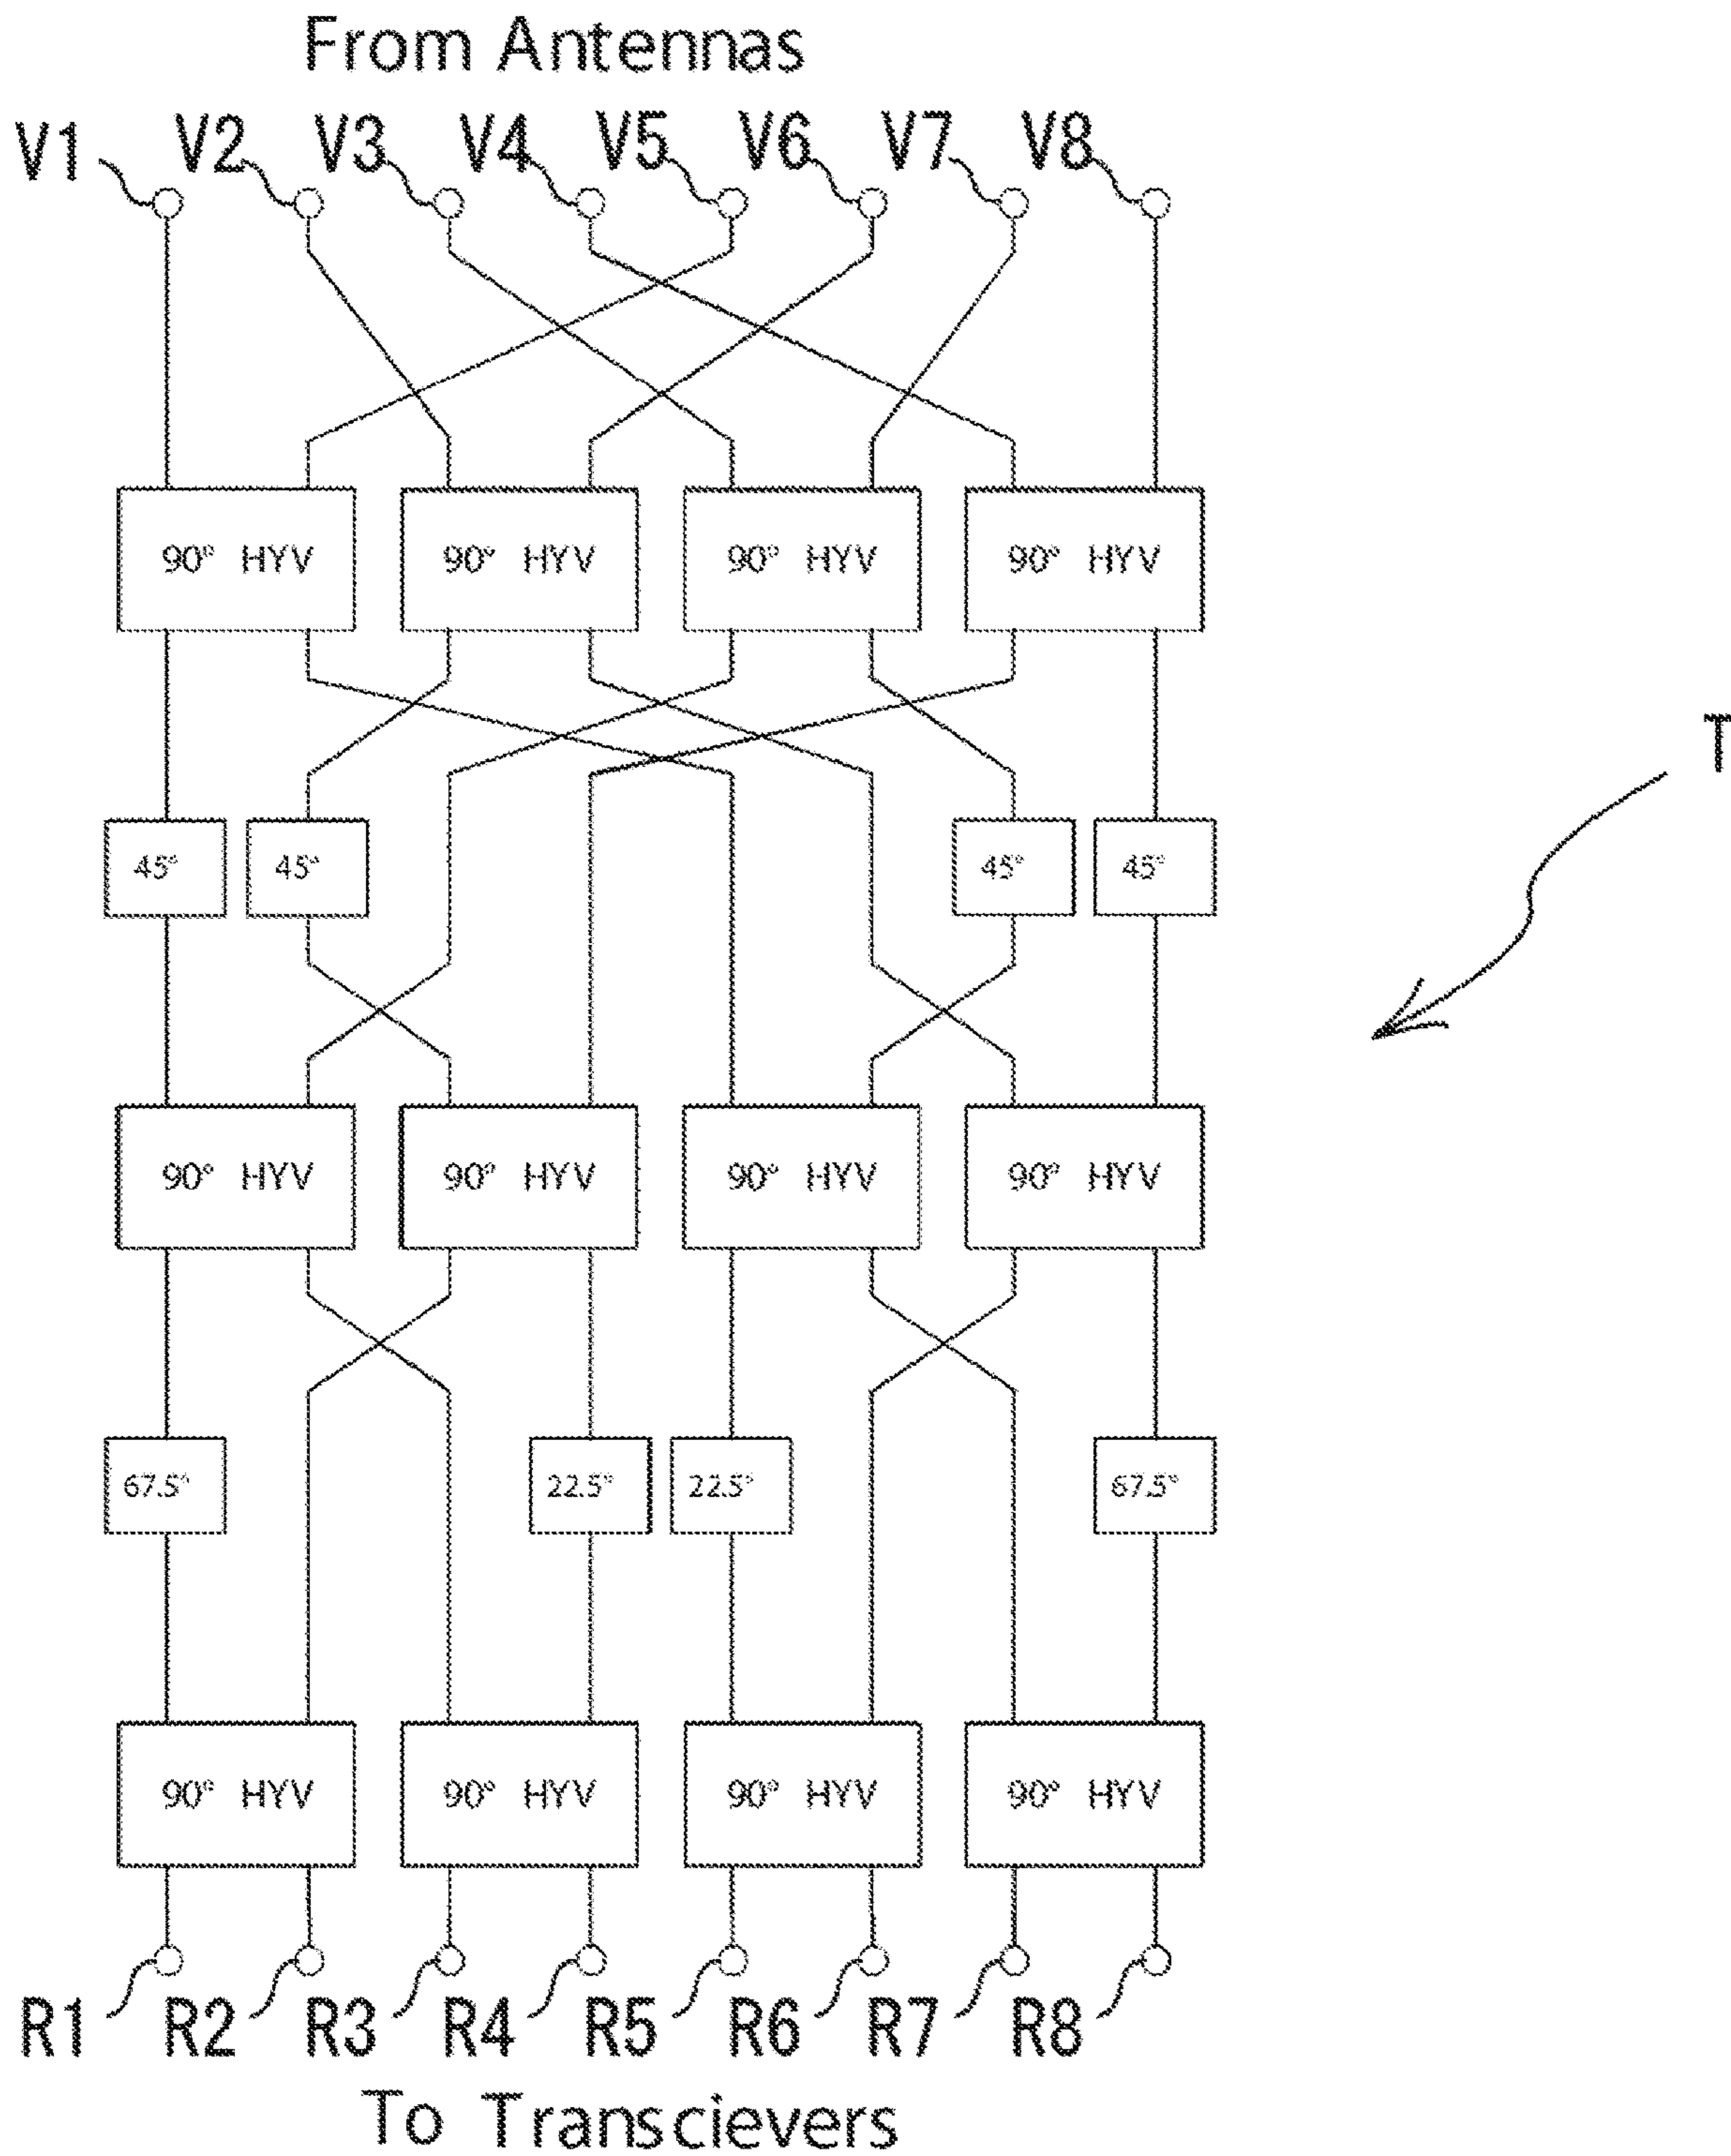 From Antennas
V1 V2 V3 V4 V5 V6 V7 V8
90° HYV 90° HYV 90° HYV 90° HYV
T
45° 45° 45° 45°
90° HYV 90° HYV 90° HYV 90° HYV
67.5° 22.5° 22.5° 67.5°
90° HYV 90° HYV 90° HYV 90° HYV
R1 R2 R3 R4 R5 R6 R7 R8
To Transcievers